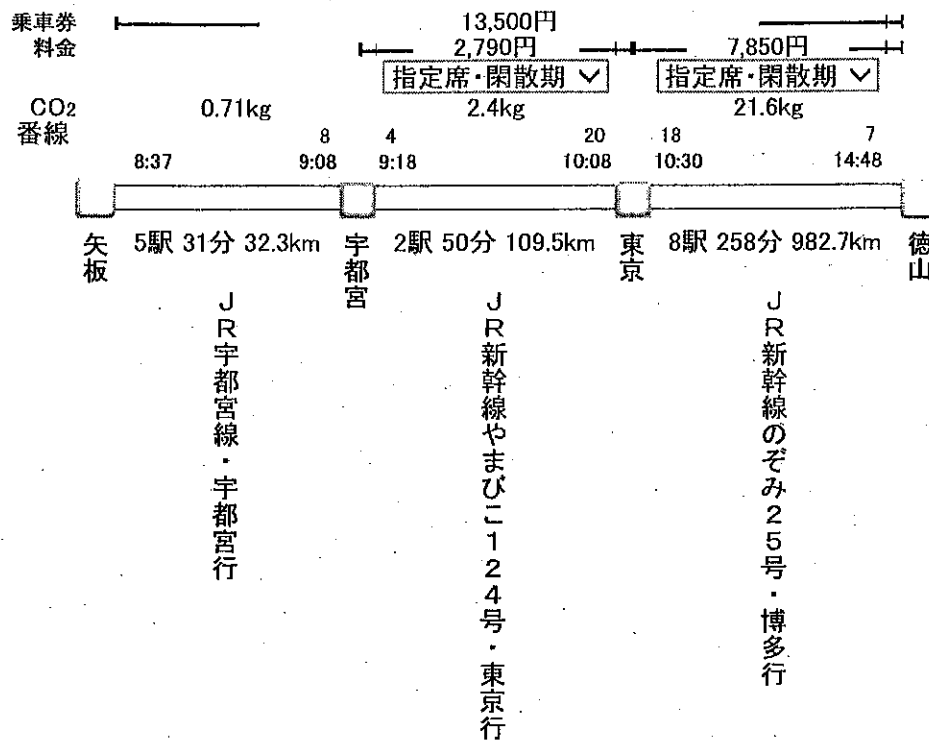 乗車券 13,500円
料金 2,790円 7,850円
指定席・閑散期 指定席・閑散期
CO2 0.71kg 2.4kg 21.6kg
番線 8 4 20 18 7
8:37 9:08 9:18 10:08 10:30 14:48
矢板 5駅 31分 32.3km 宇都宮 2駅 50分 109.5km 東京 8駅 258分 982.7km 徳山
JR宇都宮線・宇都宮行
JR新幹線やまびこ124号・東京行
JR新幹線のぞみ25号・博多行